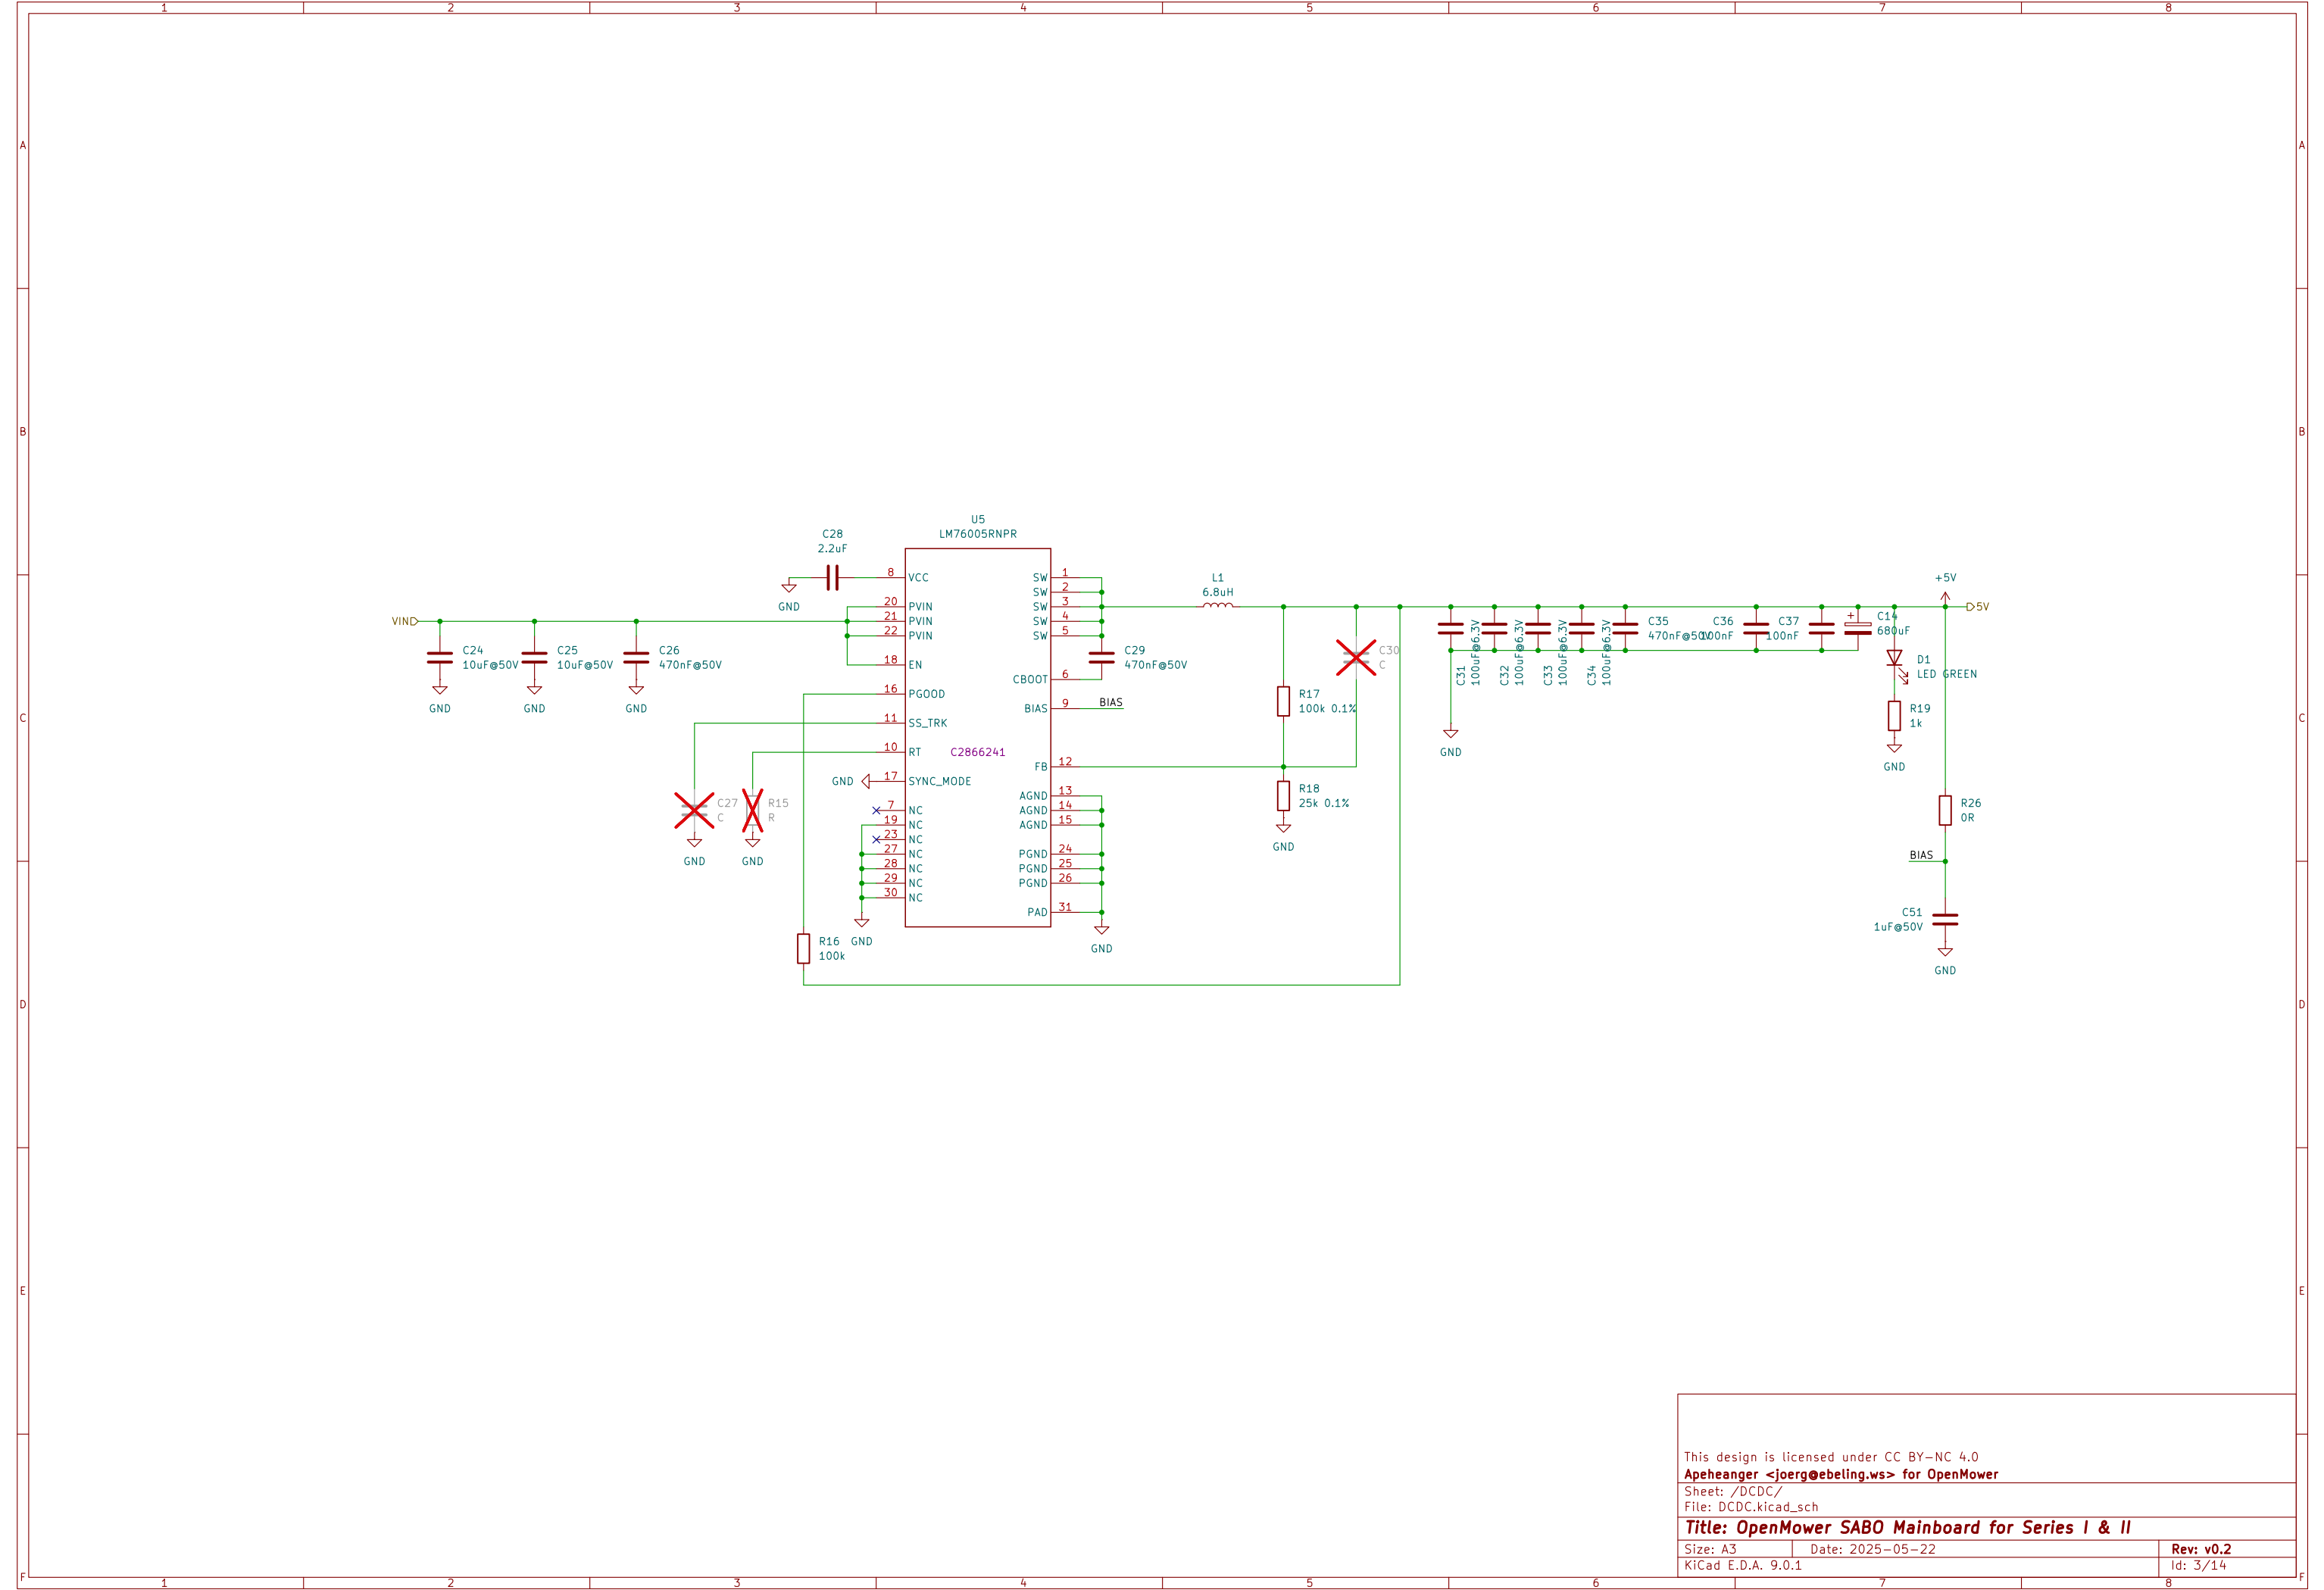 1 2 3 4 5 6 7 8
A A
B B
U5
LM76005RNPR
C28
2.2uF
GND
8 VCC
20 PVIN
21 PVIN
22 PVIN
18 EN
16 PGOOD
11 SS_TRK
10 RT
GND 17 SYNC_MODE
7 NC
19 NC
23 NC
27 NC
28 NC
29 NC
30 NC
C2866241
SW 1
SW 2
SW 3
SW 4
SW 5
CBOOT 6
BIAS 9 BIAS
FB 12
AGND 13
AGND 14
AGND 15
PGND 24
PGND 25
PGND 26
PAD 31
GND
GND
VIN
C24
10uF@50V
GND
C25
10uF@50V
GND
C26
470nF@50V
GND
C27
C
GND
R15
R
GND
R16
100k
C29
470nF@50V
L1
6.8uH
R17
100k 0.1%
R18
25k 0.1%
GND
C30
C
C31
100uF@6.3V
C32
100uF@6.3V
C33
100uF@6.3V
C34
100uF@6.3V
GND
C35
470nF@50V
C36
100nF
C37
100nF
C14
680uF
+5V
5V
D1
LED GREEN
R19
1k
GND
R26
0R
BIAS
C51
1uF@50V
GND
C C
D D
E E
F F
This design is licensed under CC BY-NC 4.0
Apeheanger <joerg@ebeling.ws> for OpenMower
Sheet: /DCDC/
File: DCDC.kicad_sch
Title: OpenMower SABO Mainboard for Series I & II
Size: A3 Date: 2025-05-22 Rev: v0.2
KiCad E.D.A. 9.0.1 Id: 3/14
1 2 3 4 5 6 7 8